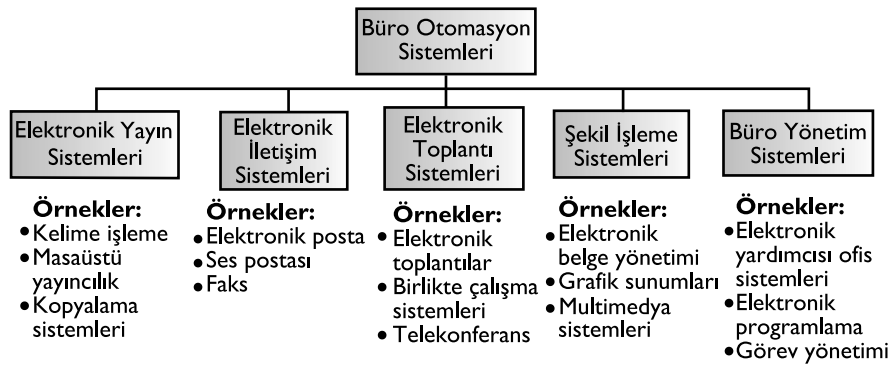 Büro Otomasyon
Sistemleri
Elektronik Yayın
Sistemleri
Örnekler:
•Kelime işleme
•Masaüstü
yayıncılık
•Kopyalama
sistemleri
Elektronik
İletişim
Sistemleri
Örnekler:
•Elektronik posta
•Ses postası
•Faks
Elektronik
Toplantı
Sistemleri
Örnekler:
• Elektronik
toplantılar
• Birlikte çalışma
sistemleri
• Telekonferans
Şekil İşleme
Sistemleri
Örnekler:
•Elektronik
belge yönetimi
•Grafik sunumları
•Multimedya
sistemleri
Büro Yönetim
Sistemleri
Örnekler:
•Elektronik
yardımcısı ofis
sistemleri
•Elektronik
programlama
•Görev yönetimi